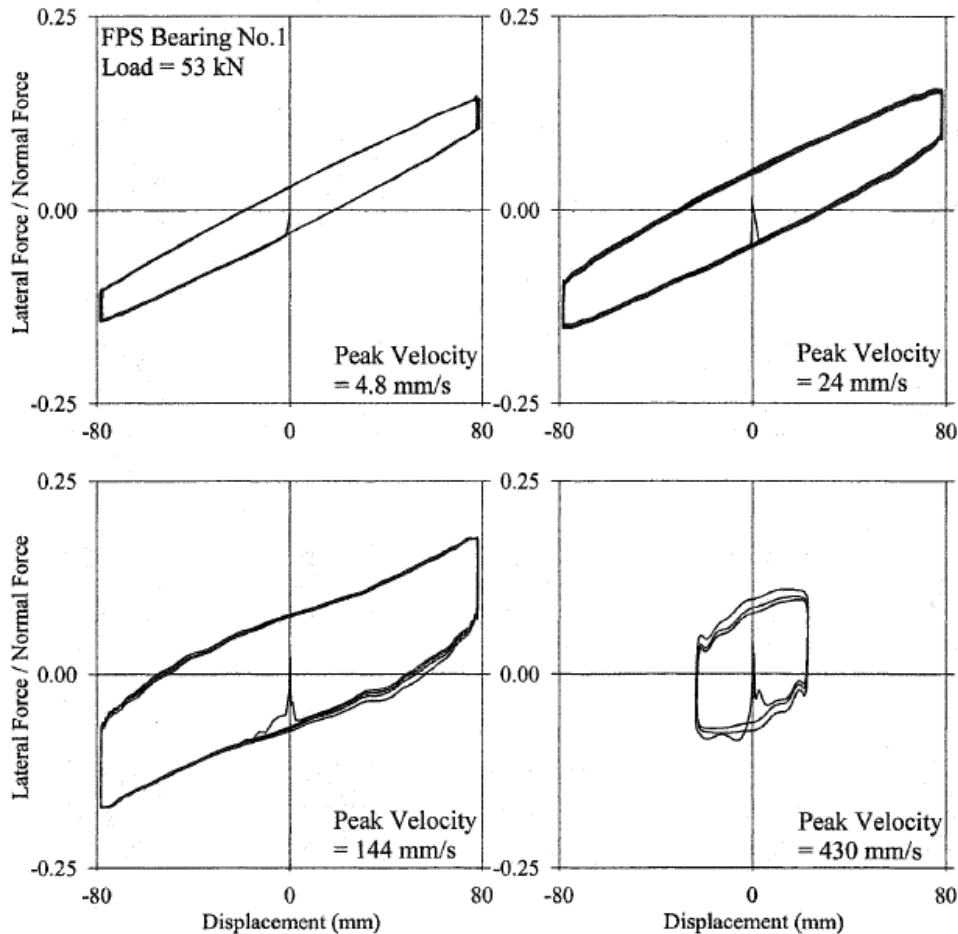 0.25
FPS Bearing No.1
Load = 53 kN
0.00
-0.25
-80
0
80
Peak Velocity
= 4.8 mm/s
Lateral Force / Normal Force
0.25
0.00
-0.25
-80
0
80
Peak Velocity
= 24 mm/s
0.25
0.00
-0.25
-80
0
80
Peak Velocity
= 144 mm/s
Lateral Force / Normal Force
Displacement (mm)
0.25
0.00
-0.25
-80
0
80
Peak Velocity
= 430 mm/s
Displacement (mm)